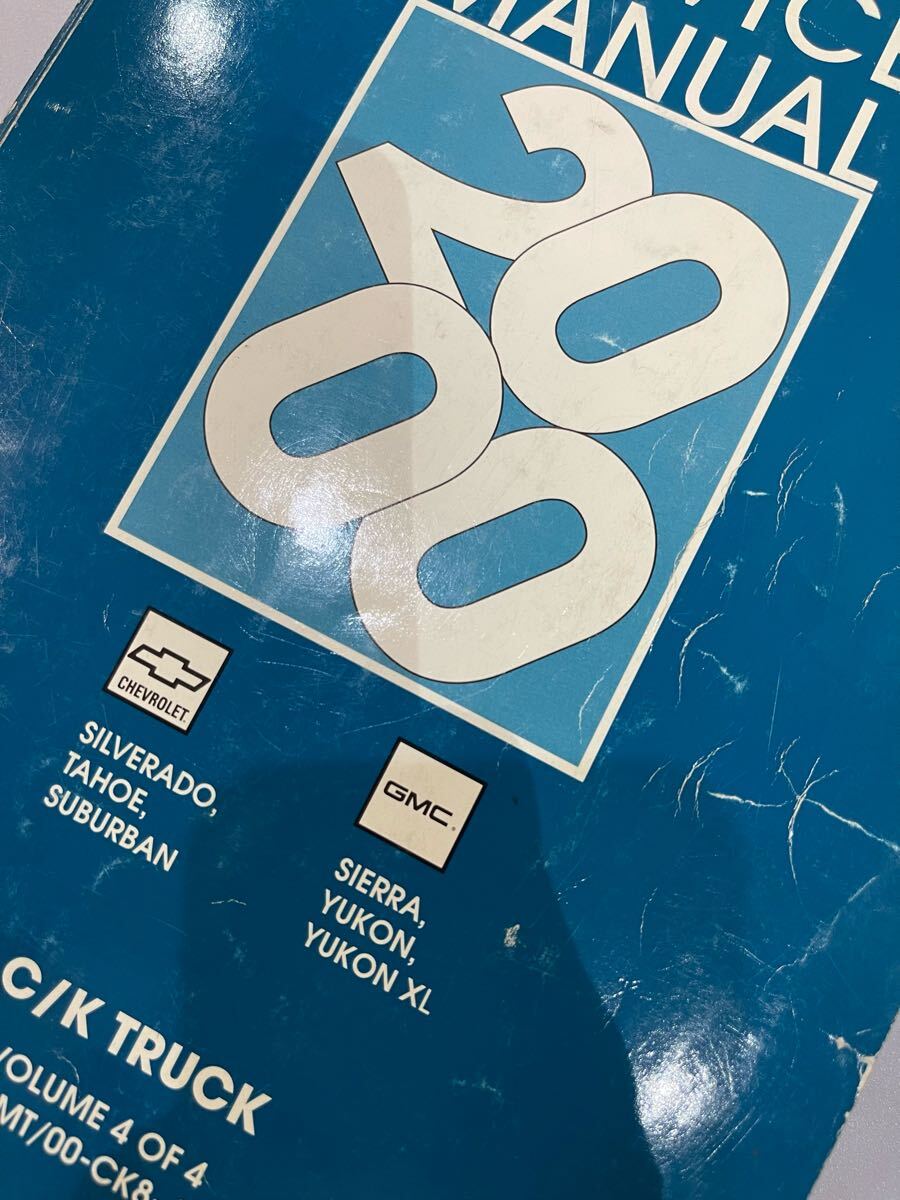 MANUAL
2000
CHEVROLET
SILVERADO,
TAHOE,
SUBURBAN
GMC
SIERRA,
YUKON,
YUKON XL
C/K TRUCK
VOLUME 4 OF 4